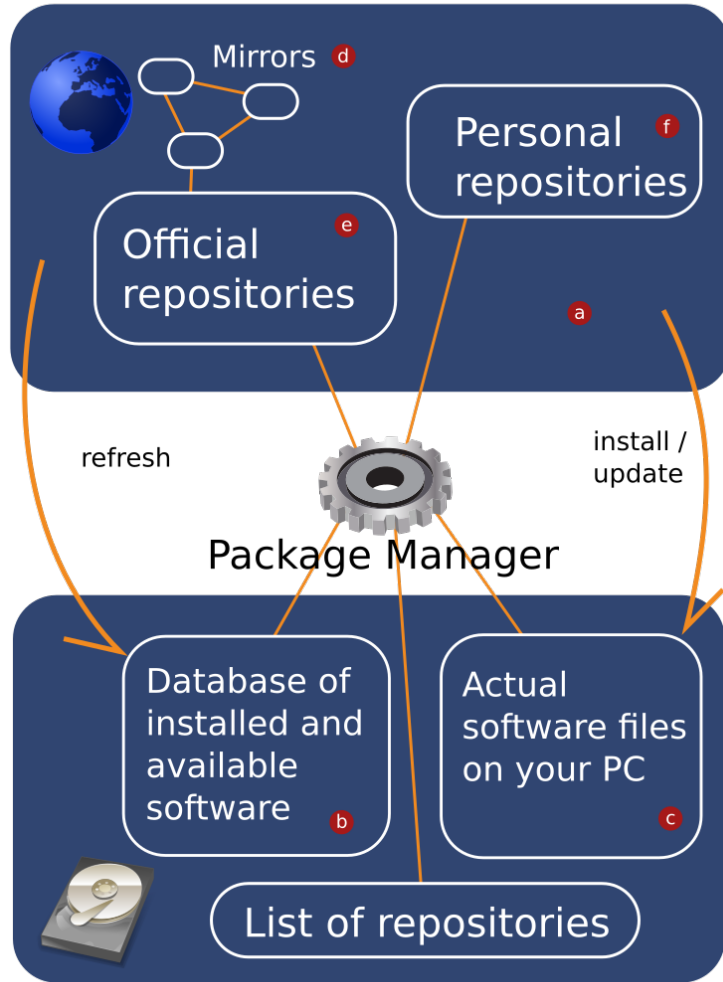 Mirrors d
Personal f
repositories
Official e
repositories
a
refresh
install /
update
Package Manager
Database of
installed and
available
software b
Actual
software files
on your PC
c
List of repositories